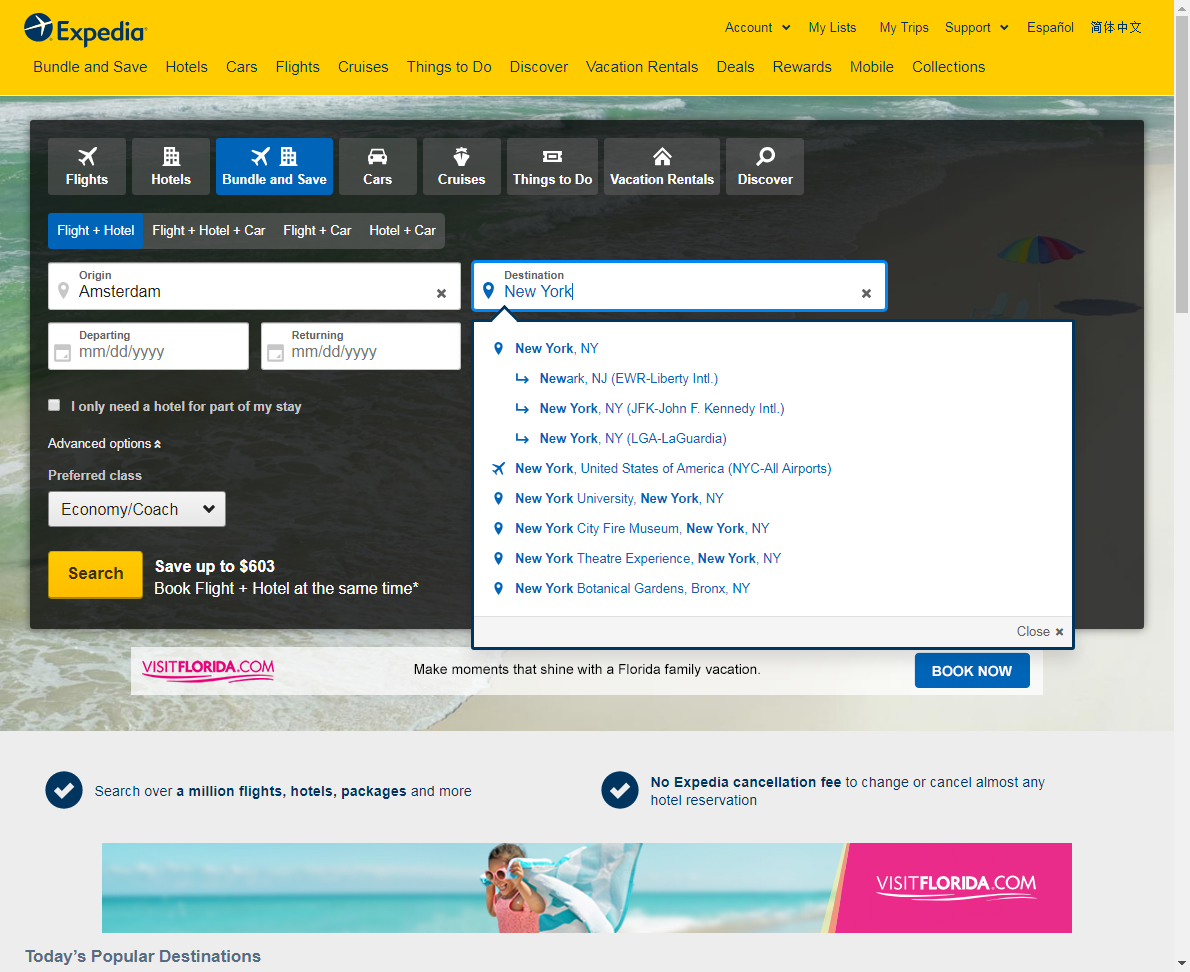 Expedia
Account My Lists My Trips Support Español 简体中文
Bundle and Save Hotels Cars Flights Cruises Things to Do Discover Vacation Rentals Deals Rewards Mobile Collections
Flights Hotels Bundle and Save Cars Cruises Things to Do Vacation Rentals Discover
Flight + Hotel Flight + Hotel + Car Flight + Car Hotel + Car
Origin
Amsterdam
Destination
New York
Departing
mm/dd/yyyy
Returning
mm/dd/yyyy
I only need a hotel for part of my stay
Advanced options
Preferred class
Economy/Coach
Search
Save up to $603
Book Flight + Hotel at the same time*
New York, NY
Newark, NJ (EWR-Liberty Intl.)
New York, NY (JFK-John F. Kennedy Intl.)
New York, NY (LGA-LaGuardia)
New York, United States of America (NYC-All Airports)
New York University, New York, NY
New York City Fire Museum, New York, NY
New York Theatre Experience, New York, NY
New York Botanical Gardens, Bronx, NY
Close
VISITFLORIDA.COM
Make moments that shine with a Florida family vacation.
BOOK NOW
Search over a million flights, hotels, packages and more
No Expedia cancellation fee to change or cancel almost any
hotel reservation
VISITFLORIDA.COM
Today's Popular Destinations